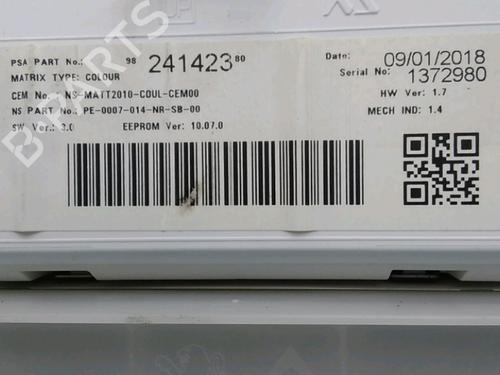 PSA PART No.: 98 241423 80
Date: 09/01/2018
MATRIX TYPE: COLOUR
Serial No: 1372980
CEM No.: NS-MATT2010-COUL-CEM00
HW Ver: 1.7
NS PART No.: PE-0007-014-NR-SB-00
MECH IND: 1.4
SW Ver: 3.0 EEPROM Ver: 10.07.0